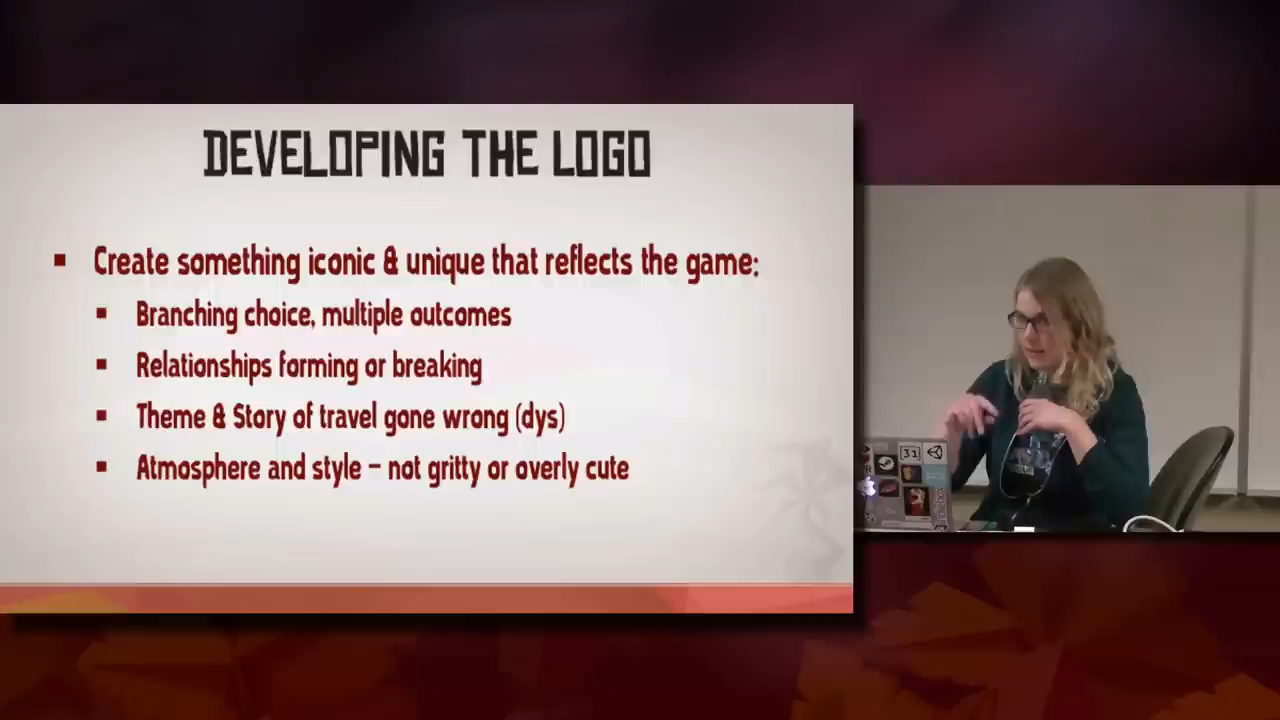 DEVELOPING THE LOGO
▪ Create something iconic & unique that reflects the game:
▪ Branching choice, multiple outcomes
▪ Relationships forming or breaking
▪ Theme & Story of travel gone wrong (dys)
▪ Atmosphere and style – not gritty or overly cute
31